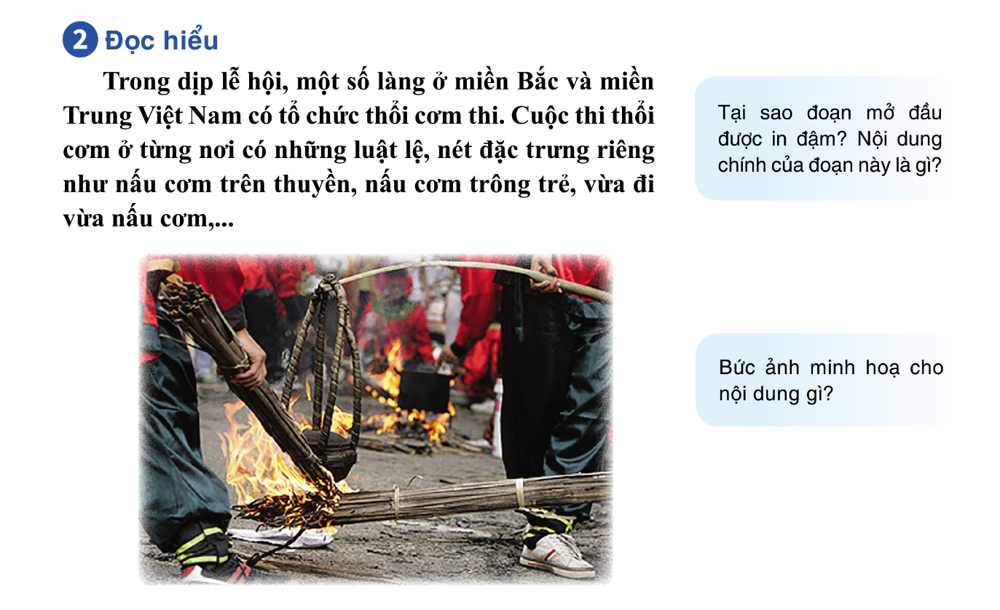 2 Đọc hiểu
Trong dịp lễ hội, một số làng ở miền Bắc và miền
Trung Việt Nam có tổ chức thổi cơm thi. Cuộc thi thổi
cơm ở từng nơi có những luật lệ, nét đặc trưng riêng
như nấu cơm trên thuyền, nấu cơm trông trẻ, vừa đi
vừa nấu cơm,...
Tại sao đoạn mở đầu
được in đậm? Nội dung
chính của đoạn này là gì?
Bức ảnh minh hoạ cho
nội dung gì?